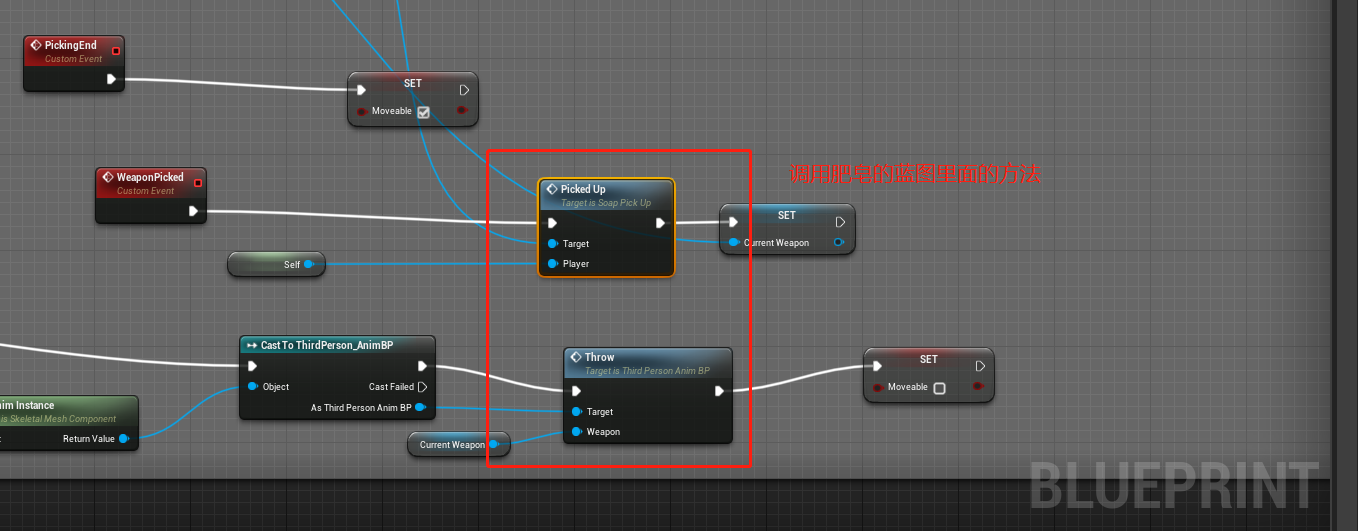 PickingEnd
Custom Event
SET
Moveable
WeaponPicked
Custom Event
Picked Up
Target is Soap Pick Up
Target
Player
调用肥皂的蓝图里面的方法
SET
Current Weapon
Self
Cast To ThirdPerson_AnimBP
Object
Cast Failed
As Third Person Anim BP
Throw
Target is Third Person Anim BP
Target
Weapon
SET
Moveable
Instance
is Skeletal Mesh Component
Return Value
Current Weapon
BLUEPRINT